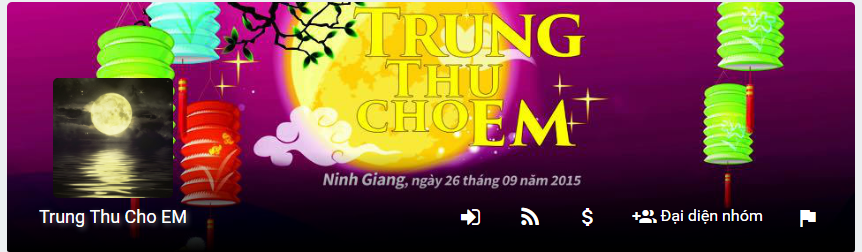 TRUNG
THU
CHO EM
Ninh Giang, ngày 26 tháng 09 năm 2015
Trung Thu Cho EM
Đại diện nhóm